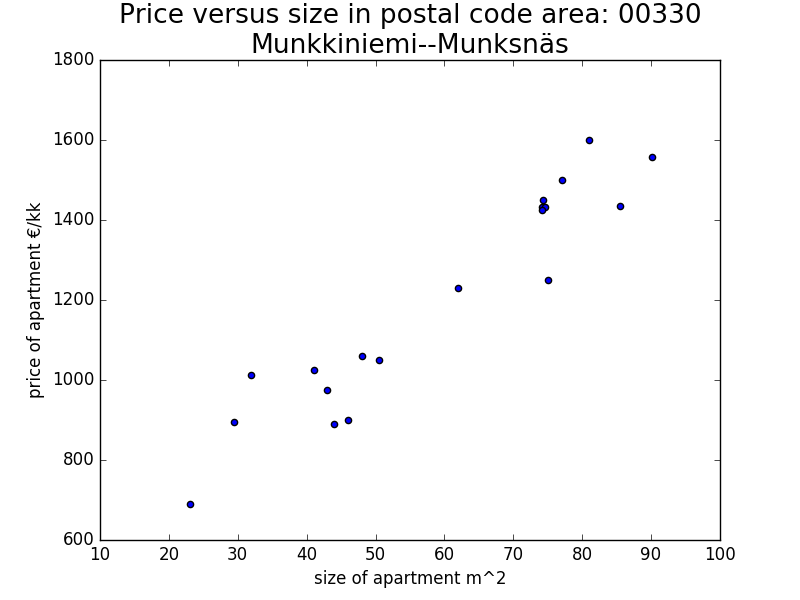 Price versus size in postal code area: 00330
Munkkiniemi--Munksnäs
1800
1600
1400
1200
1000
800
600
price of apartment €/kk
10 20 30 40 50 60 70 80 90 100
size of apartment m^2